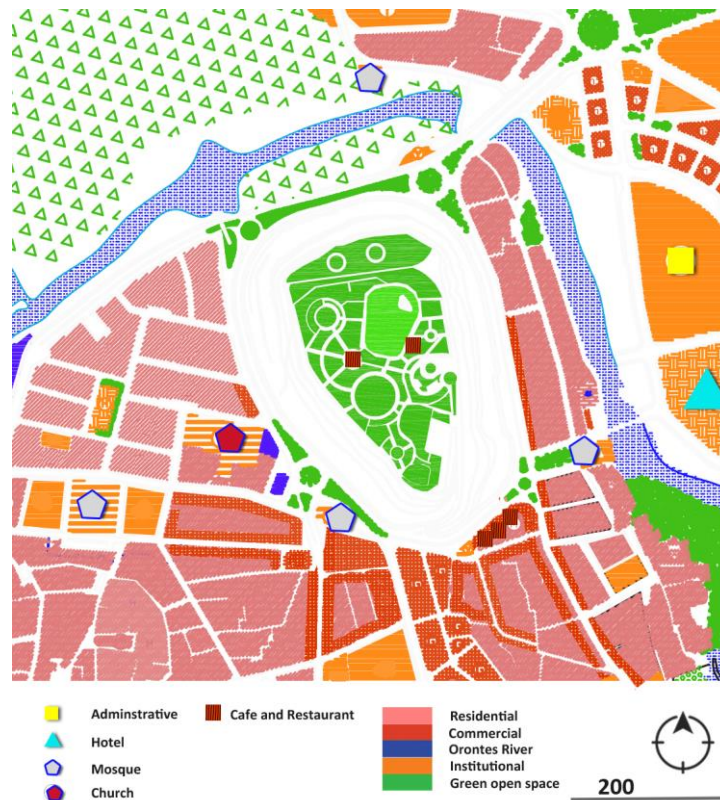 Adminstrative
Hotel
Mosque
Church
Cafe and Restaurant
Residential
Commercial
Orontes River
Institutional
Green open space
200